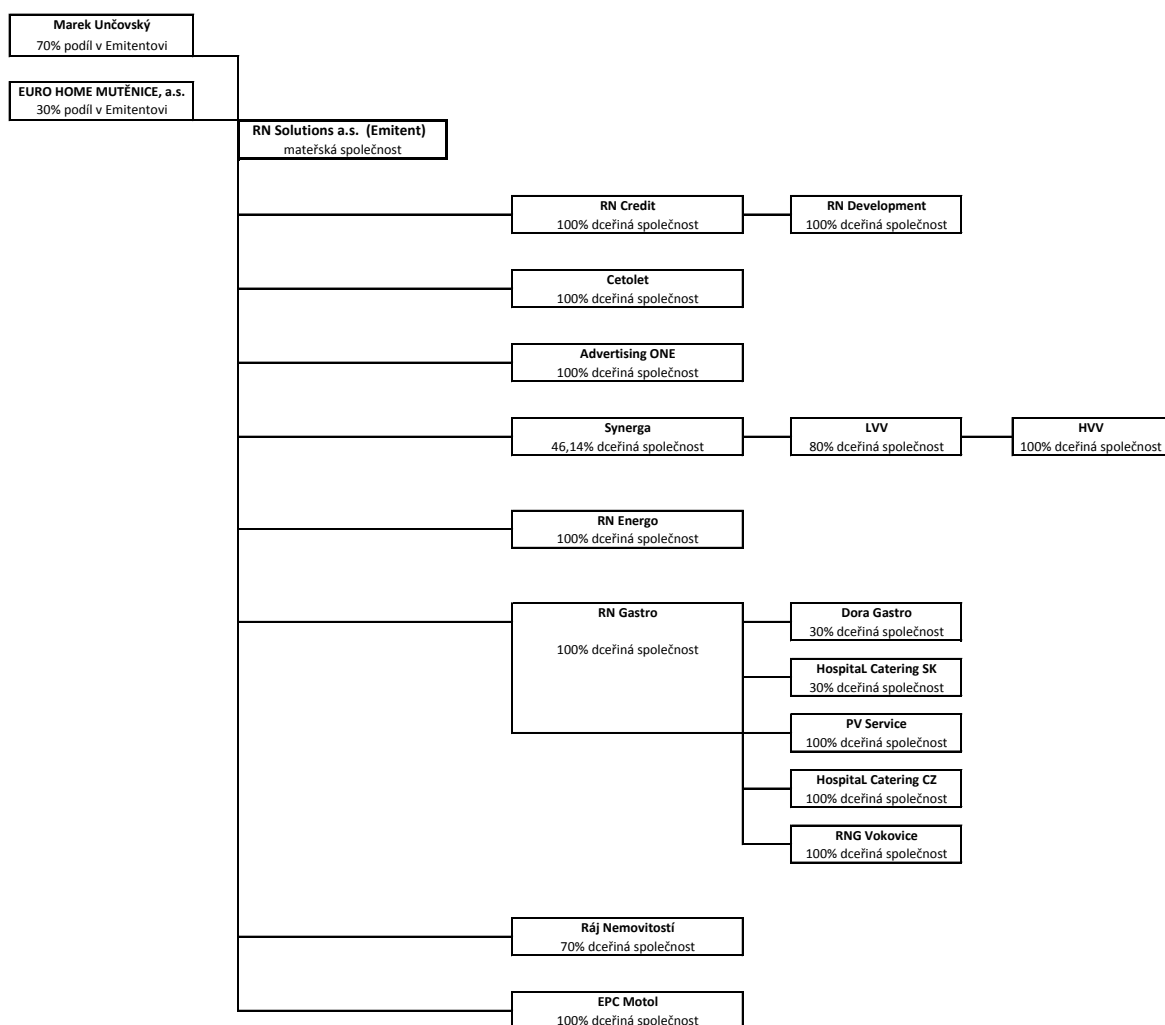 Marek Unčovský
70% podíl v Emitentovi
EURO HOME MUTĚNICE, a.s.
30% podíl v Emitentovi
RN Solutions a.s. (Emitent)
mateřská společnost
RN Credit
100% dceřiná společnost
RN Development
100% dceřiná společnost
Cetolet
100% dceřiná společnost
Advertising ONE
100% dceřiná společnost
Synerga
46,14% dceřiná společnost
LVV
80% dceřiná společnost
HVV
100% dceřiná společnost
RN Energo
100% dceřiná společnost
RN Gastro
100% dceřiná společnost
Dora Gastro
30% dceřiná společnost
HospitaL Catering SK
30% dceřiná společnost
PV Service
100% dceřiná společnost
HospitaL Catering CZ
100% dceřiná společnost
RNG Vokovice
100% dceřiná společnost
Ráj Nemovitostí
70% dceřiná společnost
EPC Motol
100% dceřiná společnost